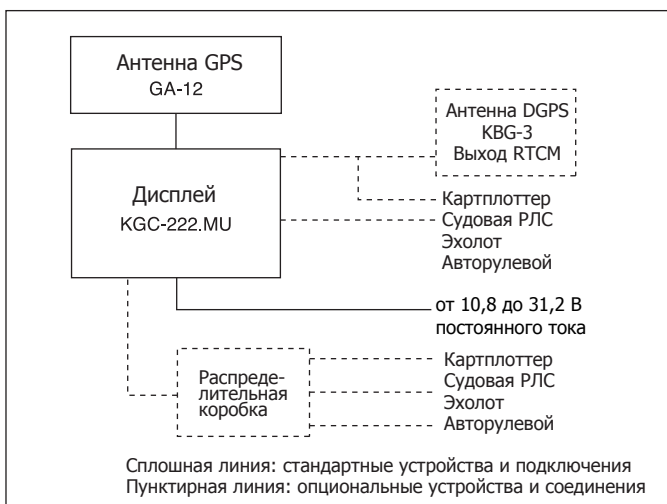 Антенна GPS
GA-12
Антенна DGPS
KBG-3
Выход RTCM
Дисплей
KGC-222.MU
Картплоттер
Судовая РЛС
Эхолот
Авторулевой
от 10,8 до 31,2 В
постоянного тока
Распреде-
лительная
коробка
Картплоттер
Судовая РЛС
Эхолот
Авторулевой
Сплошная линия: стандартные устройства и подключения
Пунктирная линия: опциональные устройства и соединения